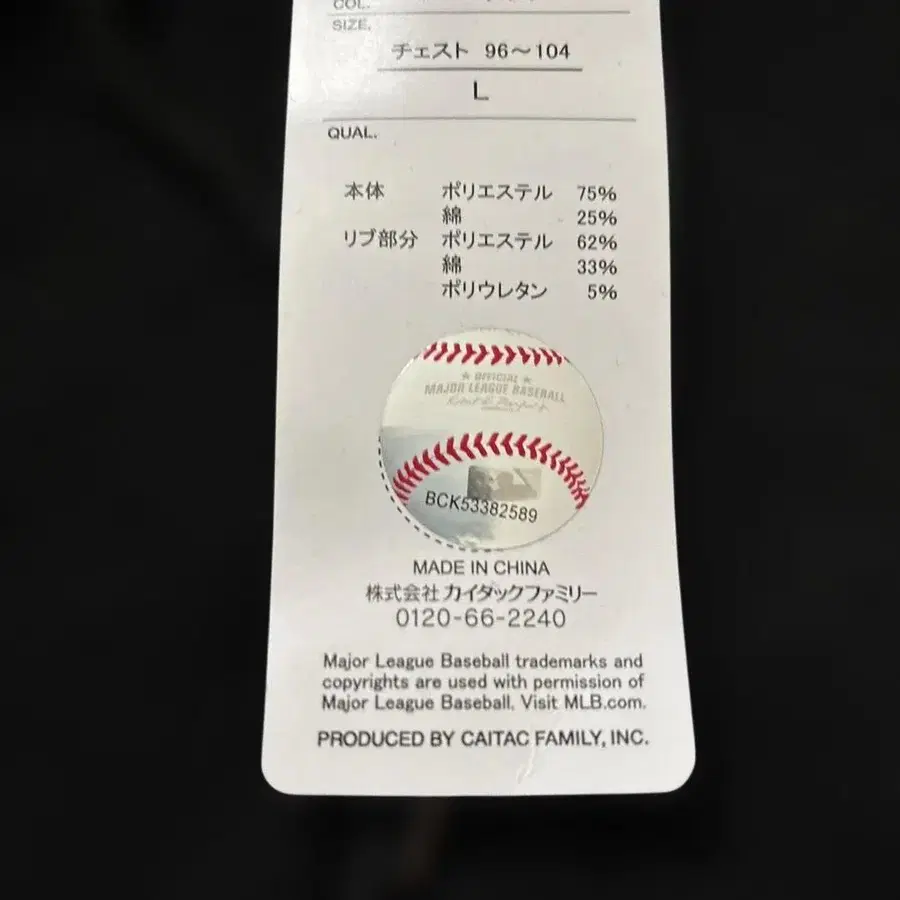 COL.
SIZE.
チェスト 96～104
L
QUAL.
本体 ポリエステル 75%
綿 25%
リブ部分 ポリエステル 62%
綿 33%
ポリウレタン 5%
★ OFFICIAL ★
MAJOR LEAGUE BASEBALL
BCK53382589
MADE IN CHINA
株式会社 カイダックファミリー
0120-66-2240
Major League Baseball trademarks and
copyrights are used with permission of
Major League Baseball. Visit MLB.com.
PRODUCED BY CAITAC FAMILY, INC.